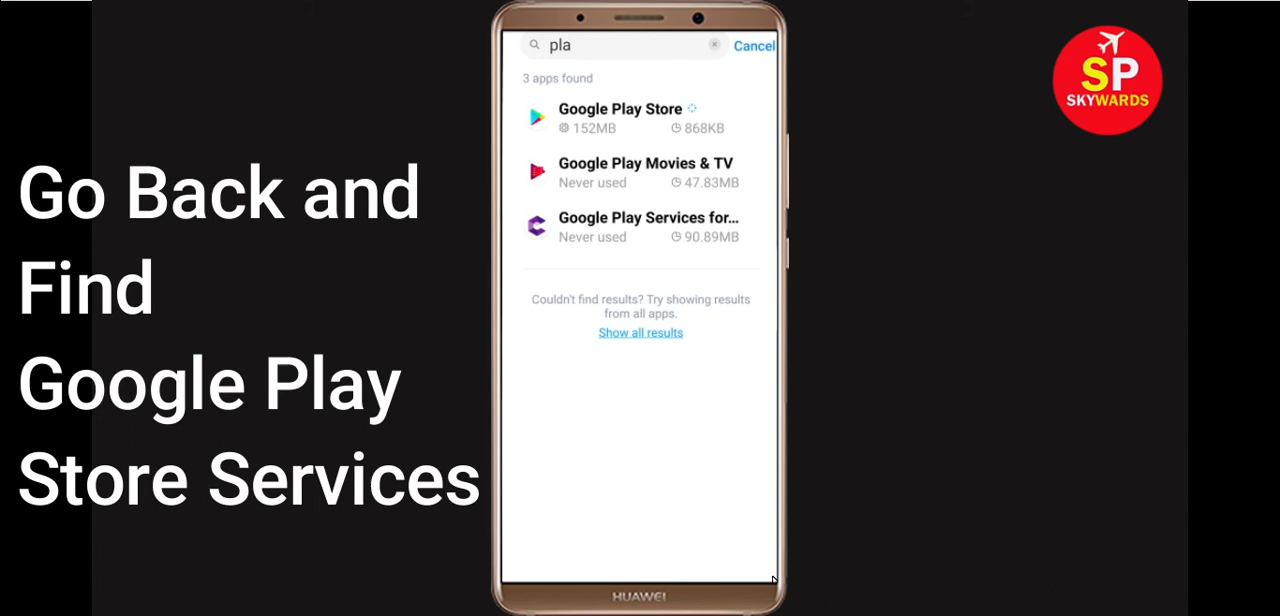 Go Back and
Find
Google Play
Store Services
pla
Cancel
3 apps found
Google Play Store
152MB 868KB
Google Play Movies & TV
Never used 47.83MB
Google Play Services for...
Never used 90.89MB
Couldn't find results? Try showing results
from all apps.
Show all results
HUAWEI
SP
SKYWARDS